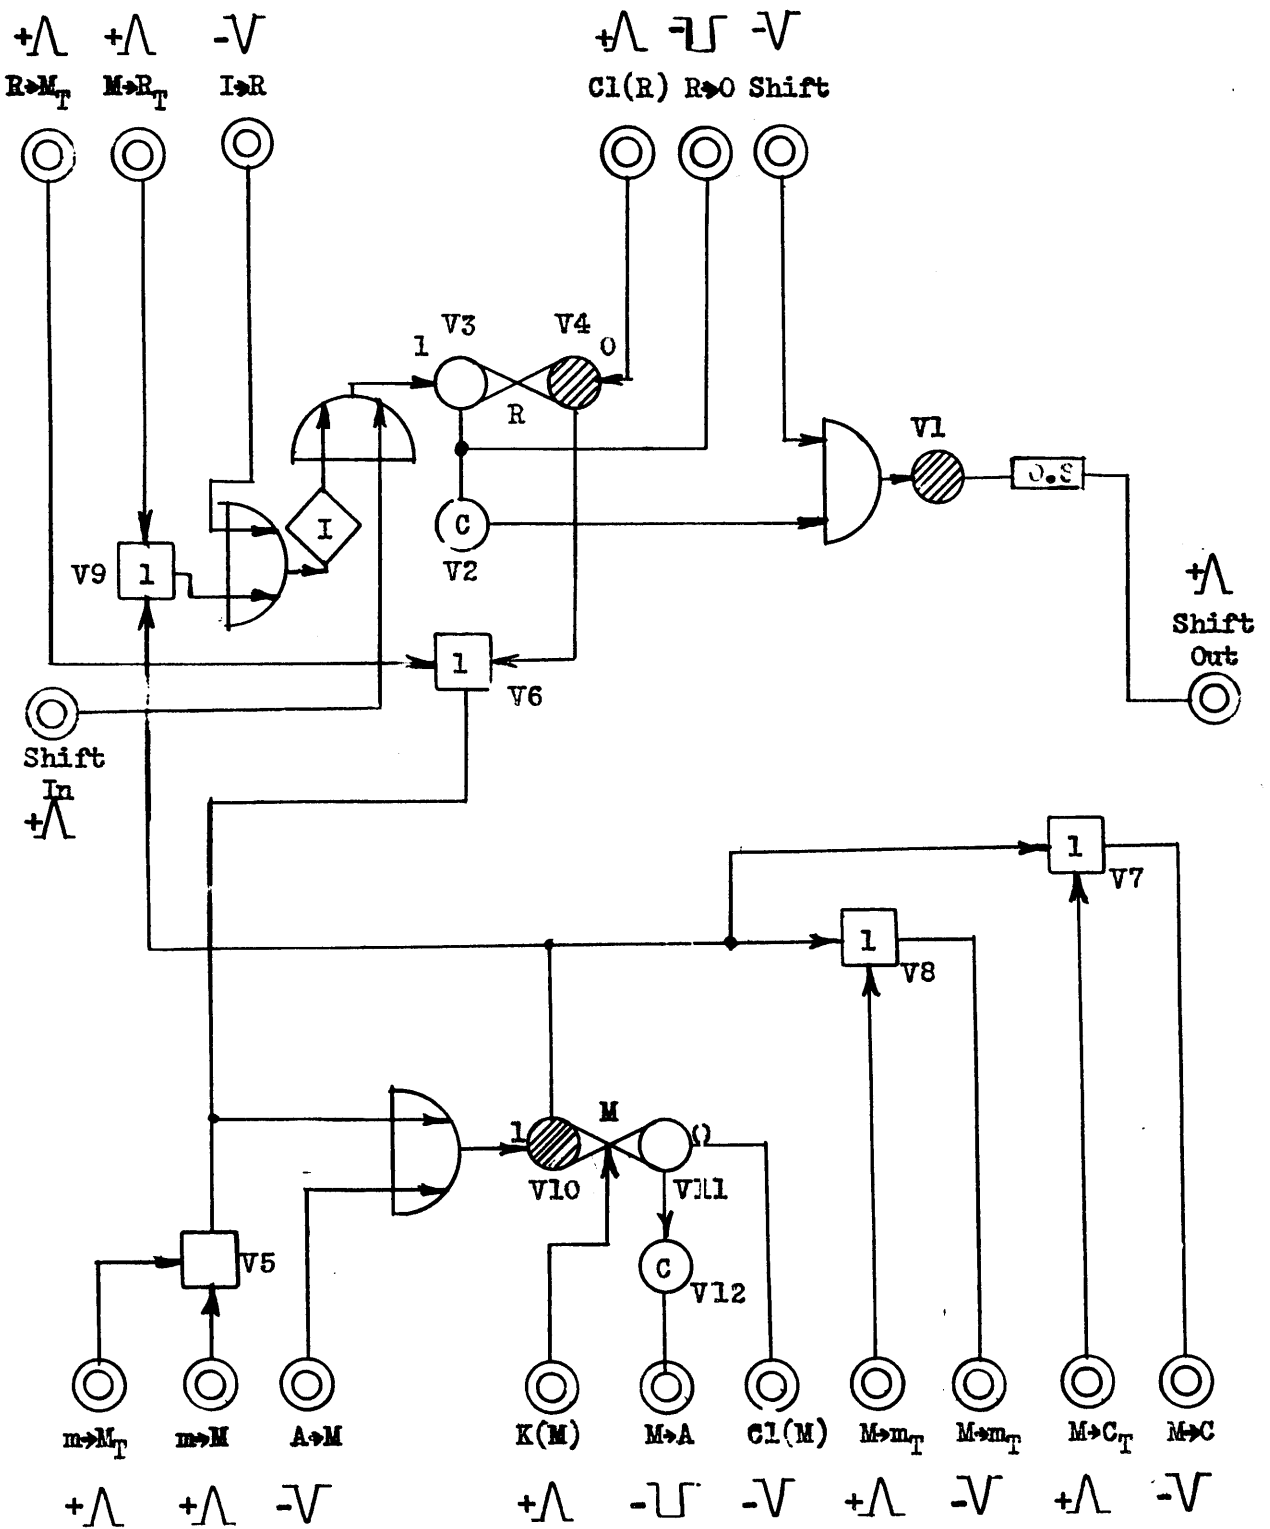 + + -
R→M_T M→R_T I→R
+ - -
Cl(R) R→O Shift
V3 V4
1 0
R
V1
I
C
V2
V9 1
1
V6
+
Shift
Out
Shift
In
+
1
V7
1
V8
M
1 0
V10 V11
C
V12
V5
m→M_T m→M A→M K(M) M→A Cl(M) M→m_T M→m_T M→C_T M→C
+ + - + - - + - + -